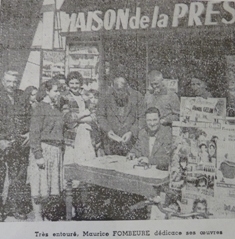 MAISON de la PRES
Très entouré, Maurice FOMBEURE dédicace ses œuvres